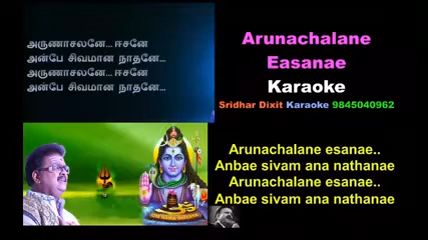 அருணாசலனே... ஈசனே
அன்பே சிவமான நாதனே...
அருணாசலனே... ஈசனே
அன்பே சிவமான நாதனே...
Arunachalane
Easanae
Karaoke
Sridhar Dixit Karaoke 9845040962
Arunachalane esanae..
Anbae sivam ana nathanae
Arunachalane esanae..
Anbae sivam ana nathanae